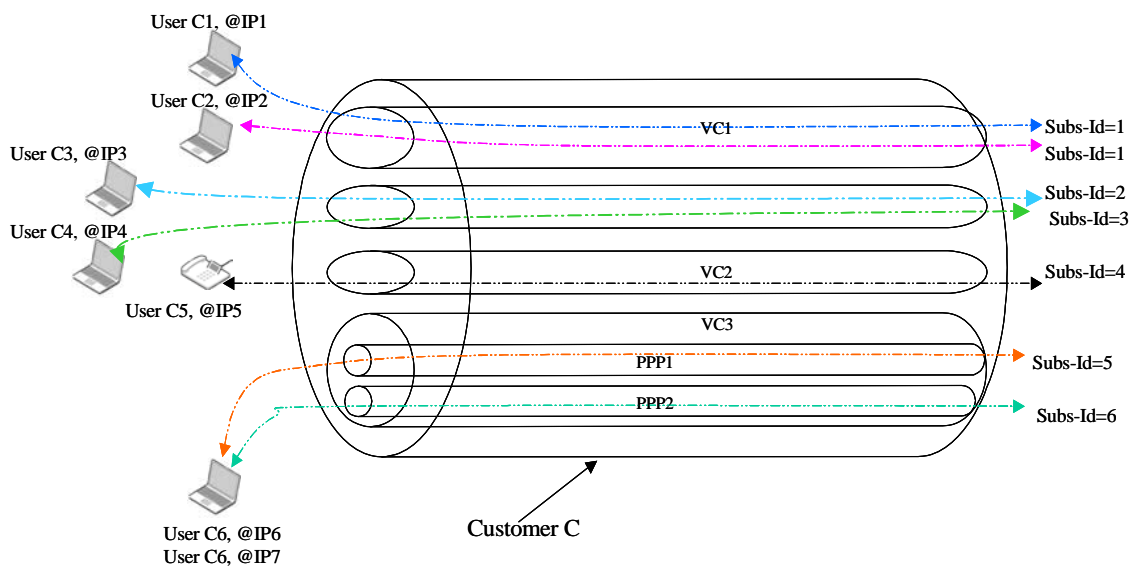 User C1, @IP1
User C2, @IP2
VC1
Subs-Id=1
Subs-Id=1
User C3, @IP3
Subs-Id=2
Subs-Id=3
User C4, @IP4
VC2
Subs-Id=4
User C5, @IP5
VC3
PPP1
Subs-Id=5
PPP2
Subs-Id=6
Customer C
User C6, @IP6
User C6, @IP7